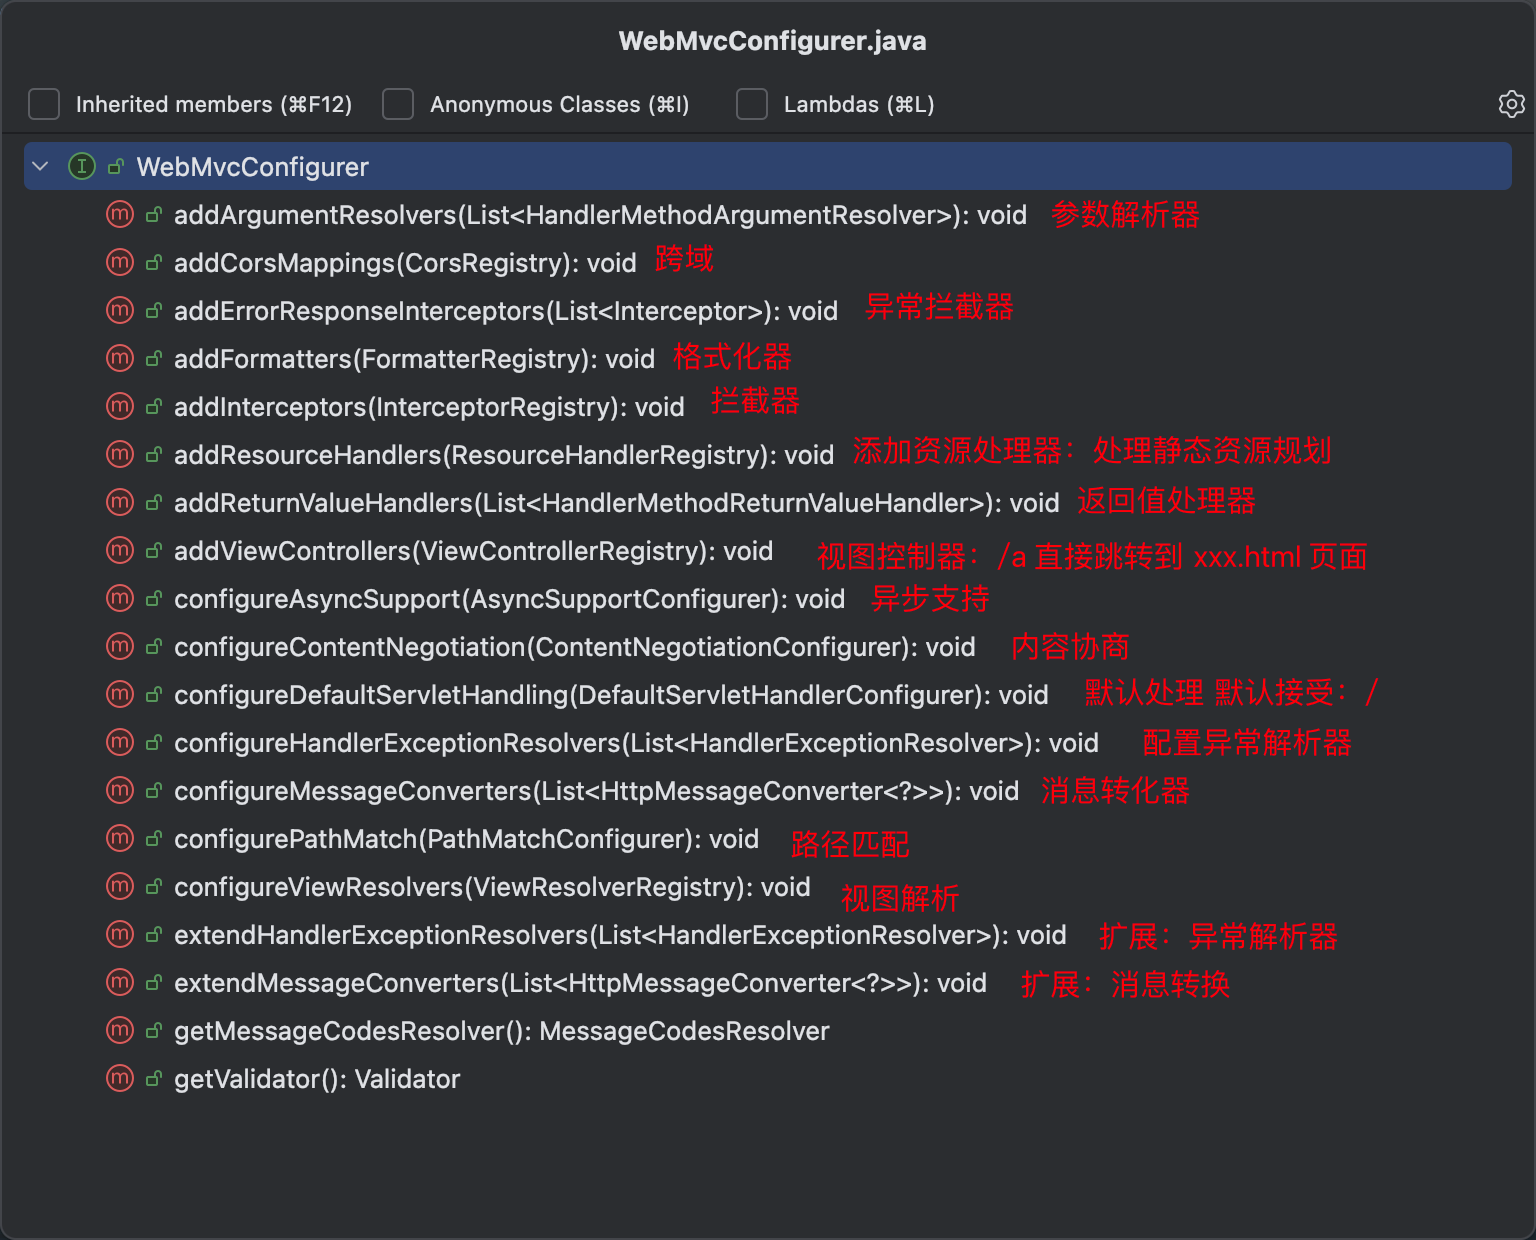 WebMvcConfigurer.java
Inherited members (⌘F12) Anonymous Classes (⌘I) Lambdas (⌘L)
WebMvcConfigurer
addArgumentResolvers(List<HandlerMethodArgumentResolver>): void 参数解析器
addCorsMappings(CorsRegistry): void 跨域
addErrorResponseInterceptors(List<Interceptor>): void 异常拦截器
addFormatters(FormatterRegistry): void 格式化器
addInterceptors(InterceptorRegistry): void 拦截器
addResourceHandlers(ResourceHandlerRegistry): void 添加资源处理器：处理静态资源规划
addReturnValueHandlers(List<HandlerMethodReturnValueHandler>): void 返回值处理器
addViewControllers(ViewControllerRegistry): void 视图控制器：/a 直接跳转到 xxx.html 页面
configureAsyncSupport(AsyncSupportConfigurer): void 异步支持
configureContentNegotiation(ContentNegotiationConfigurer): void 内容协商
configureDefaultServletHandling(DefaultServletHandlerConfigurer): void 默认处理 默认接受：/
configureHandlerExceptionResolvers(List<HandlerExceptionResolver>): void 配置异常解析器
configureMessageConverters(List<HttpMessageConverter<?>>): void 消息转化器
configurePathMatch(PathMatchConfigurer): void 路径匹配
configureViewResolvers(ViewResolverRegistry): void 视图解析
extendHandlerExceptionResolvers(List<HandlerExceptionResolver>): void 扩展：异常解析器
extendMessageConverters(List<HttpMessageConverter<?>>): void 扩展：消息转换
getMessageCodesResolver(): MessageCodesResolver
getValidator(): Validator